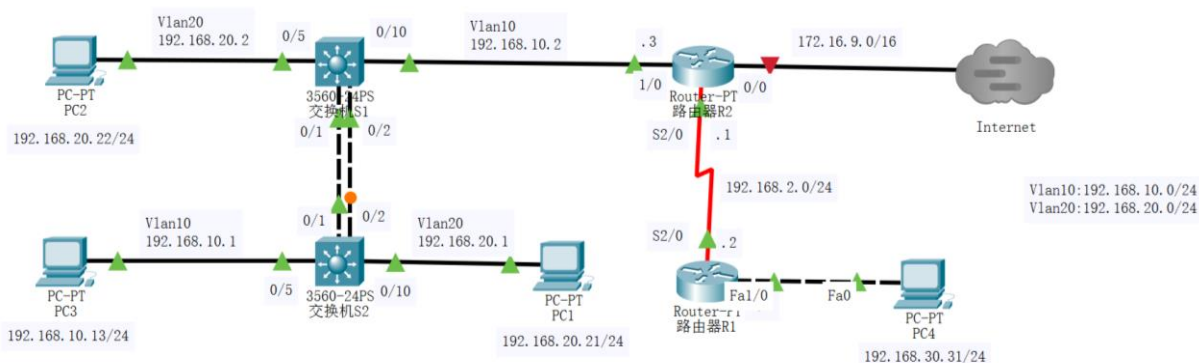 Vlan20
192.168.20.2
0/5
0/10
Vlan10
192.168.10.2
.3
1/0
0/0
172.16.9.0/16
PC-PT
PC2
192.168.20.22/24
3560-24PS
交换机S1
0/1
0/2
Router-PT
路由器R2
Internet
S2/0
.1
192.168.2.0/24
Vlan10:192.168.10.0/24
Vlan20:192.168.20.0/24
Vlan10
192.168.10.1
0/1
0/2
Vlan20
192.168.20.1
S2/0
.2
PC-PT
PC3
192.168.10.13/24
0/5
3560-24PS
交换机S2
0/10
PC-PT
PC1
192.168.20.21/24
Fa1/0
Fa0
路由器R1
PC-PT
PC4
192.168.30.31/24